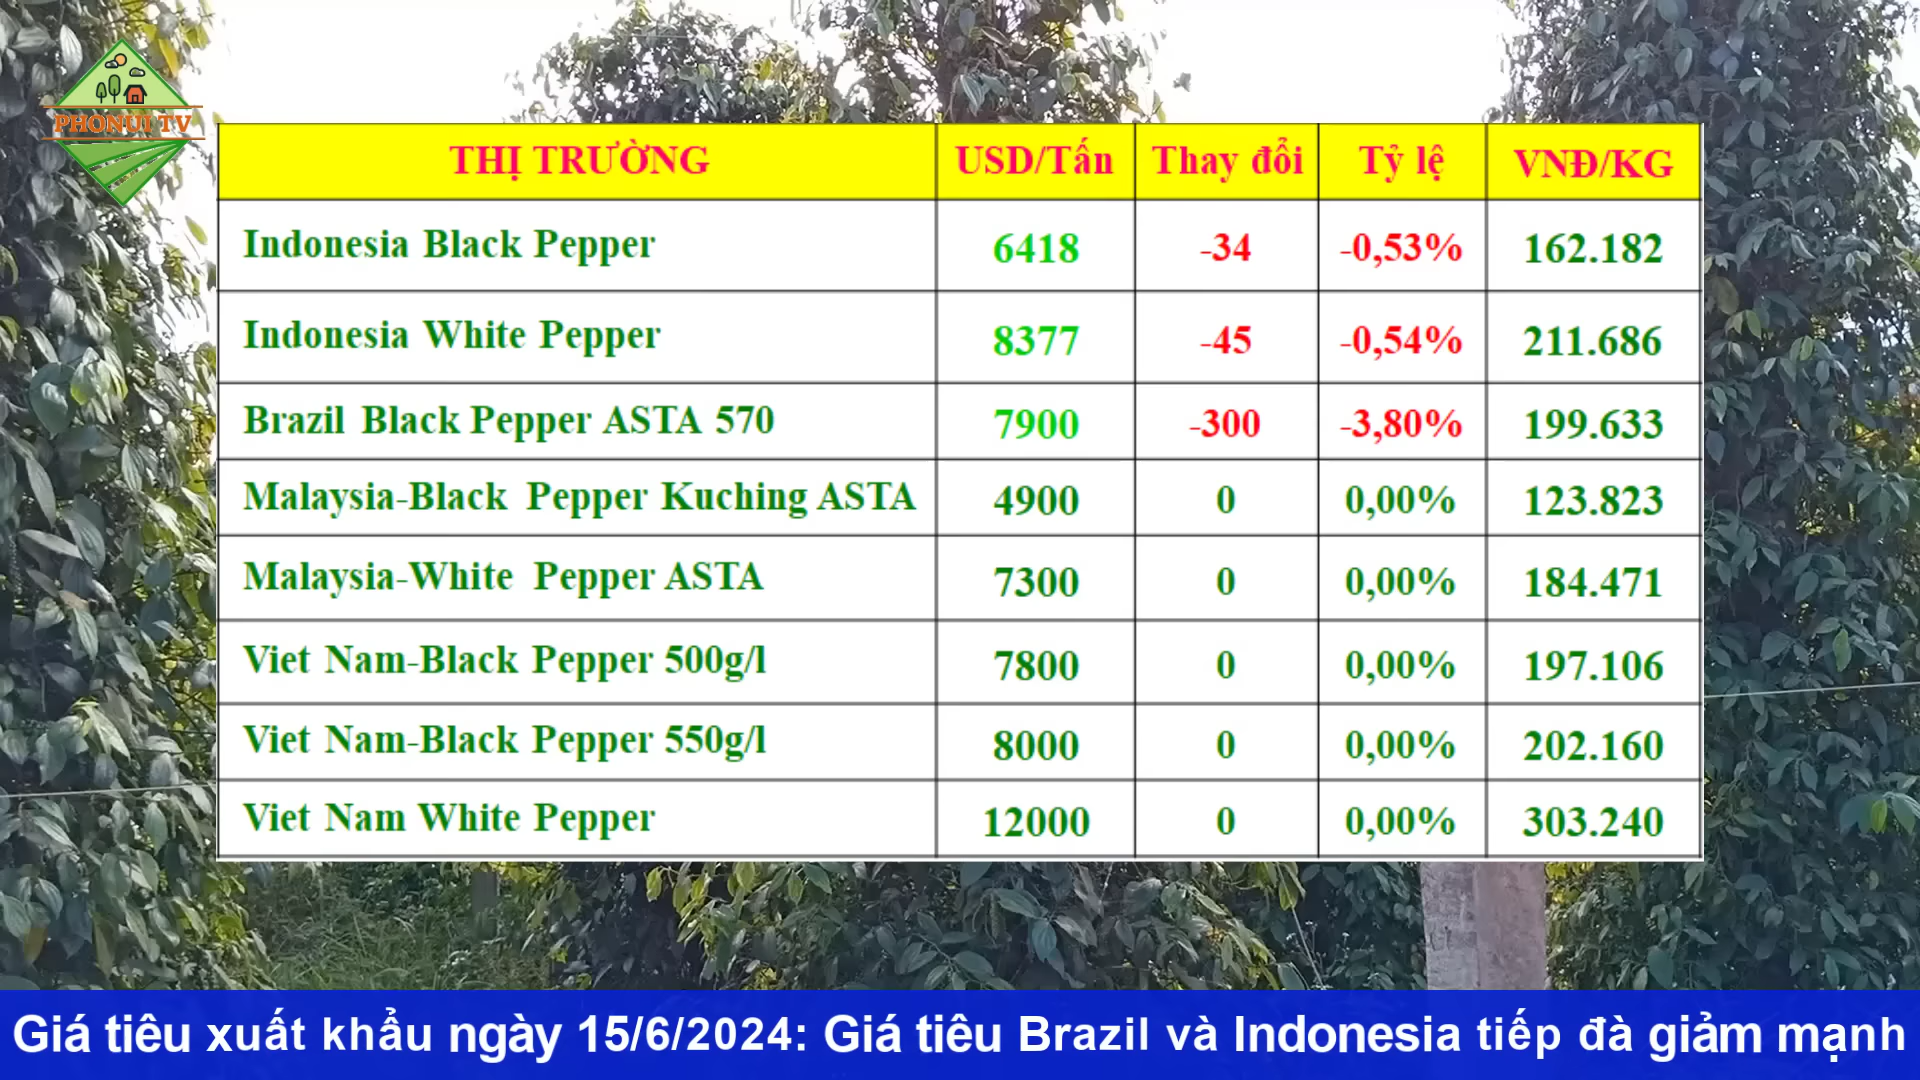 PHONUI TV
THỊ TRƯỜNG USD/Tấn Thay đổi Tỷ lệ VNĐ/KG
Indonesia Black Pepper 6418 -34 -0,53% 162.182
Indonesia White Pepper 8377 -45 -0,54% 211.686
Brazil Black Pepper ASTA 570 7900 -300 -3,80% 199.633
Malaysia-Black Pepper Kuching ASTA 4900 0 0,00% 123.823
Malaysia-White Pepper ASTA 7300 0 0,00% 184.471
Viet Nam-Black Pepper 500g/l 7800 0 0,00% 197.106
Viet Nam-Black Pepper 550g/l 8000 0 0,00% 202.160
Viet Nam White Pepper 12000 0 0,00% 303.240
Giá tiêu xuất khẩu ngày 15/6/2024: Giá tiêu Brazil và Indonesia tiếp đà giảm mạnh